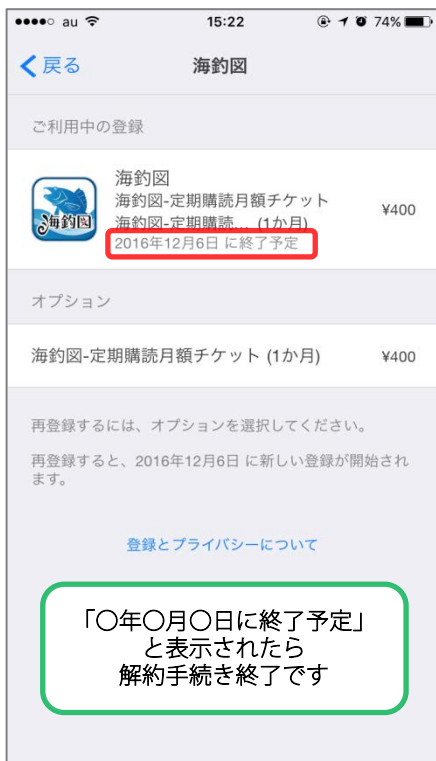 au 15:22 74%
戻る 海釣図
ご利用中の登録
海釣図
海釣図-定期購読月額チケット
海釣図-定期購読... (1か月) ¥400
2016年12月6日 に終了予定
海釣図
オプション
海釣図-定期購読月額チケット (1か月) ¥400
再登録するには、オプションを選択してください。
再登録すると、2016年12月6日 に新しい登録が開始され
ます。
登録とプライバシーについて
「〇年〇月〇日に終了予定」
と表示されたら
解約手続き終了です